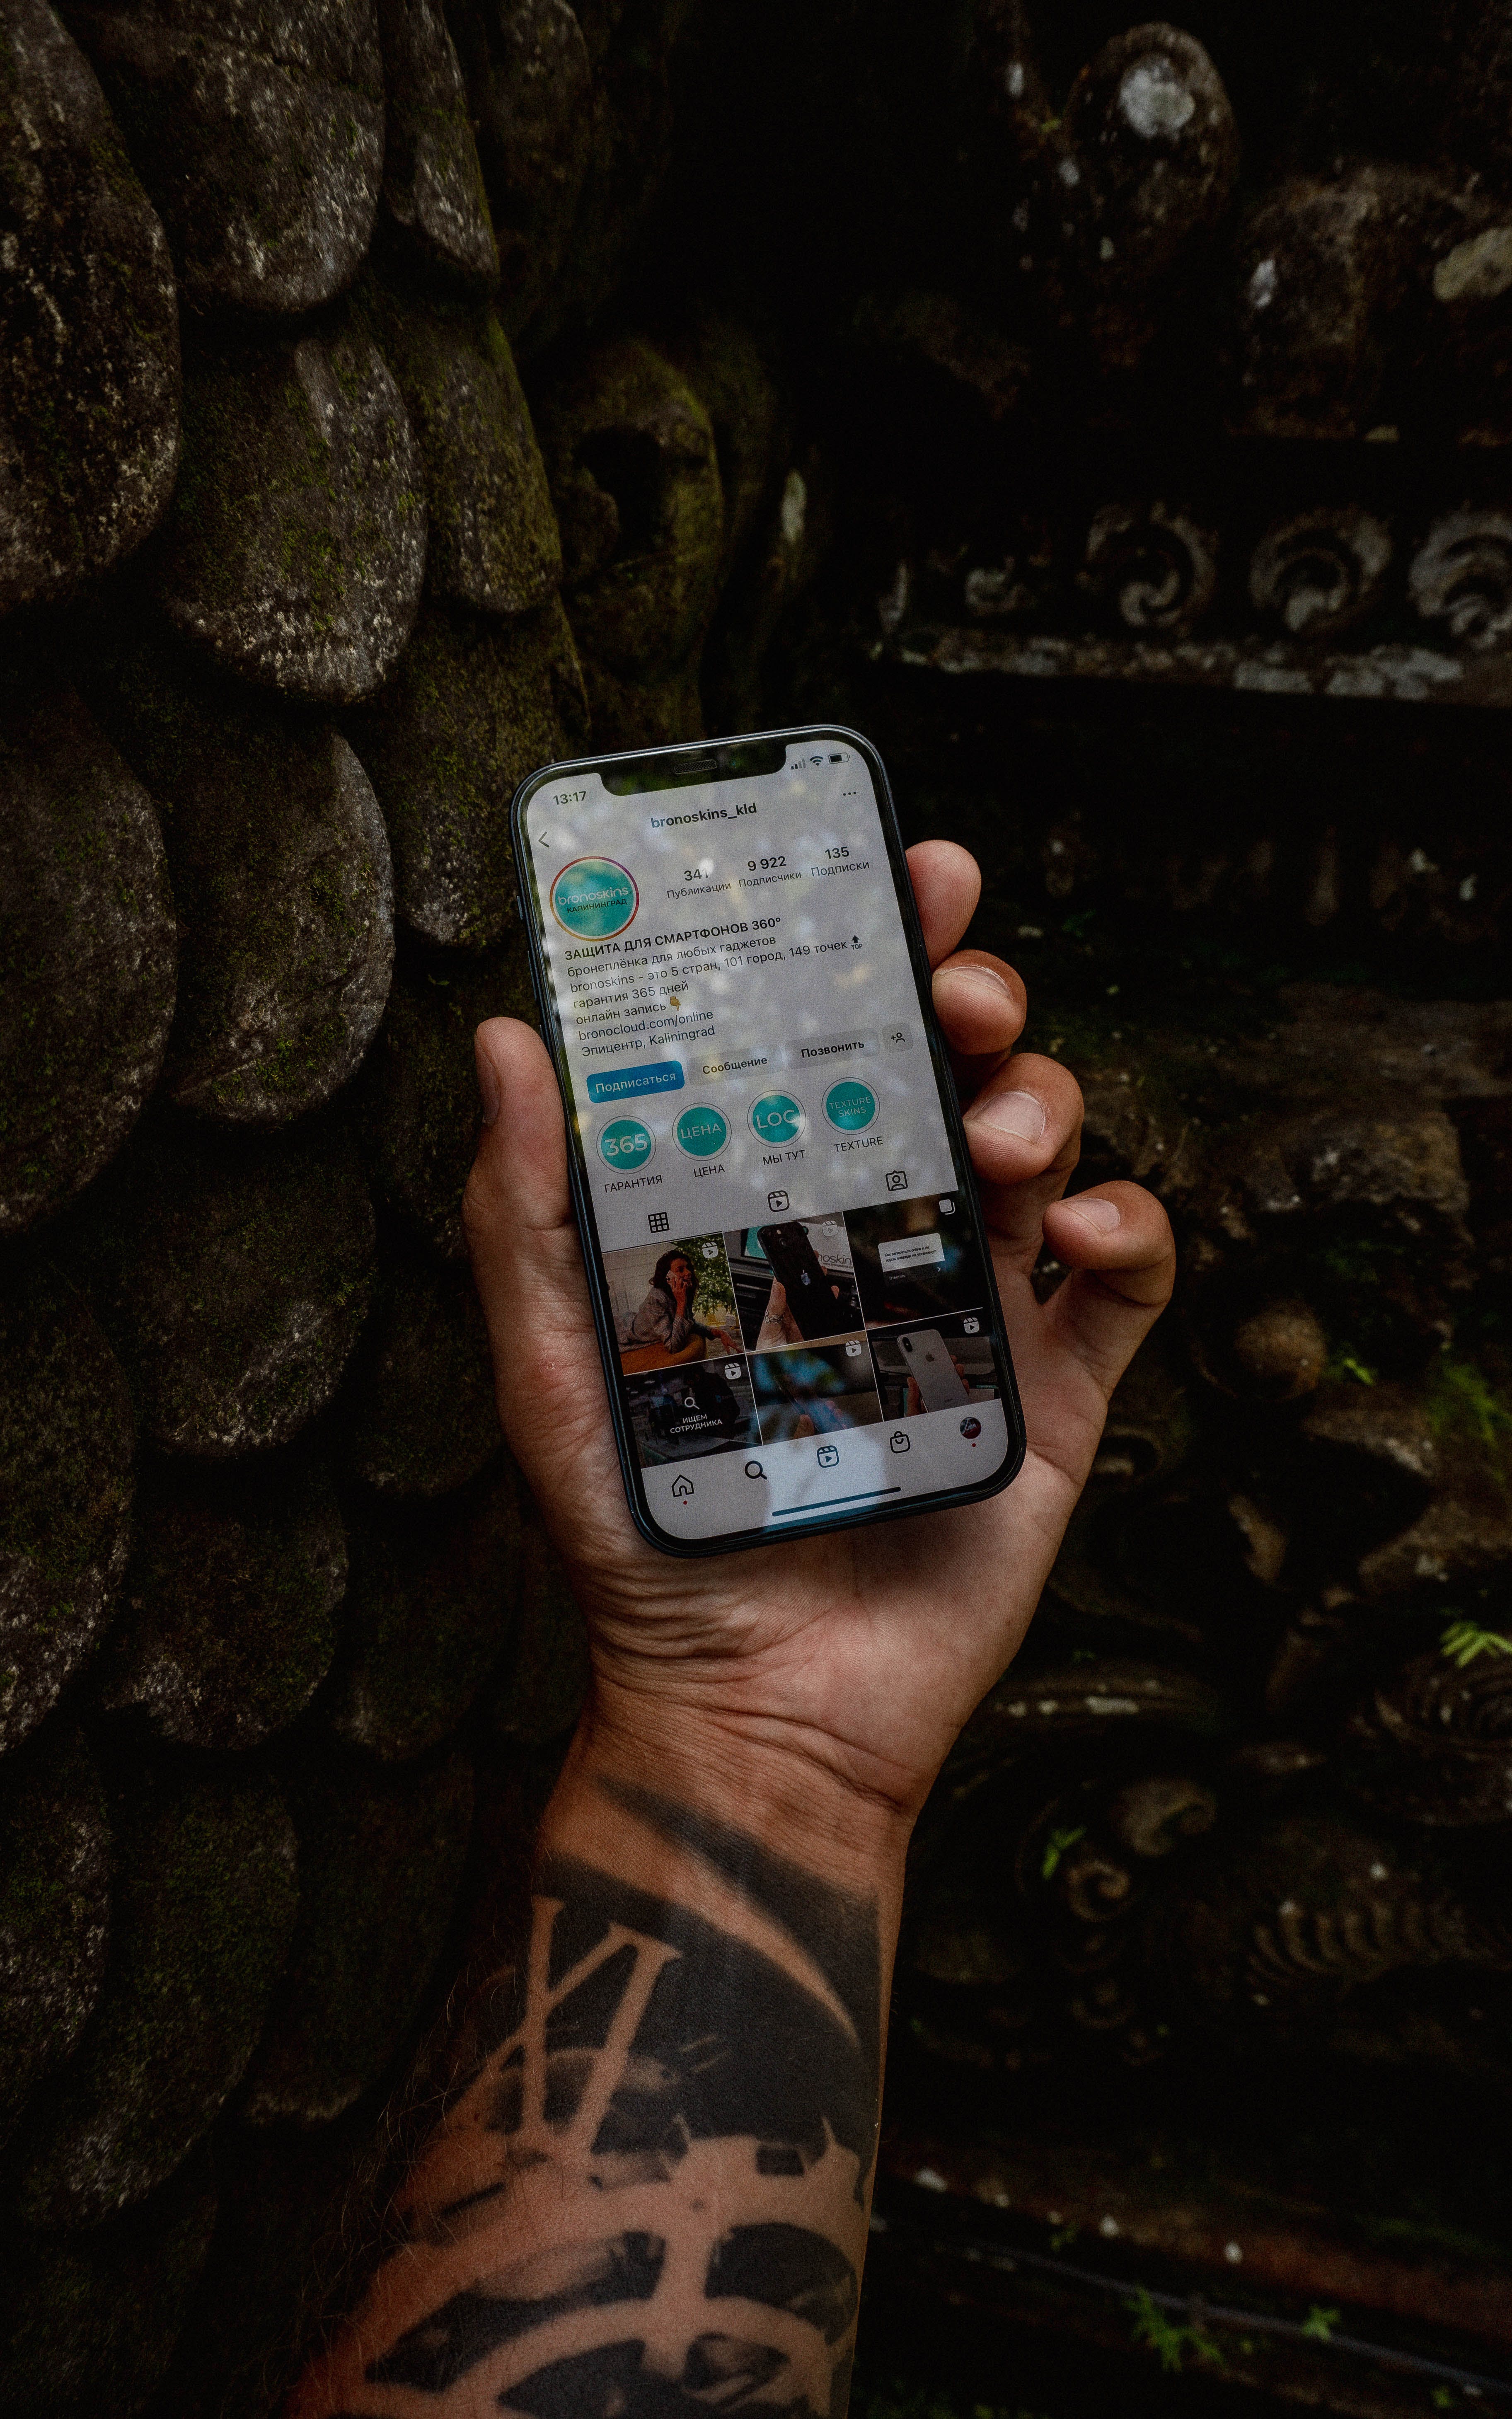 13:17
bronoskins_kld
bronoskins
КАЛИНИНГРАД
341 9 922 135
Публикации Подписчики Подписки
ЗАЩИТА ДЛЯ СМАРТФОНОВ 360°
бронеплёнка для любых гаджетов
bronoskins - это 5 стран, 101 город, 149 точек 🔝
гарантия 365 дней
онлайн запись 👇
bronocloud.com/online
Эпицентр, Kaliningrad
Подписаться Сообщение Позвонить
365 ЦЕНА LOC TEXTURE
SKINS
ГАРАНТИЯ ЦЕНА МЫ ТУТ TEXTURE
ИЩЕМ
СОТРУДНИКА
VI